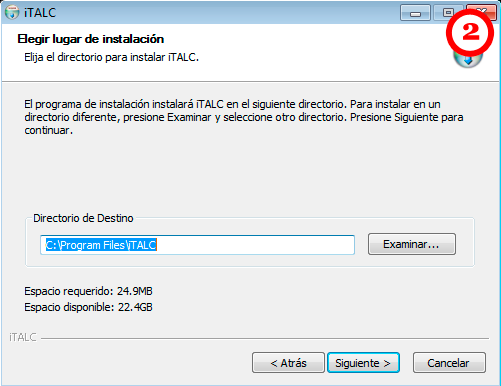 iTALC
2
Elegir lugar de instalación
Elija el directorio para instalar iTALC.
El programa de instalación instalará iTALC en el siguiente directorio. Para instalar en un
directorio diferente, presione Examinar y seleccione otro directorio. Presione Siguiente para
continuar.
Directorio de Destino
C:\Program Files\iTALC
Examinar...
Espacio requerido: 24.9MB
Espacio disponible: 22.4GB
iTALC
< Atrás
Siguiente >
Cancelar